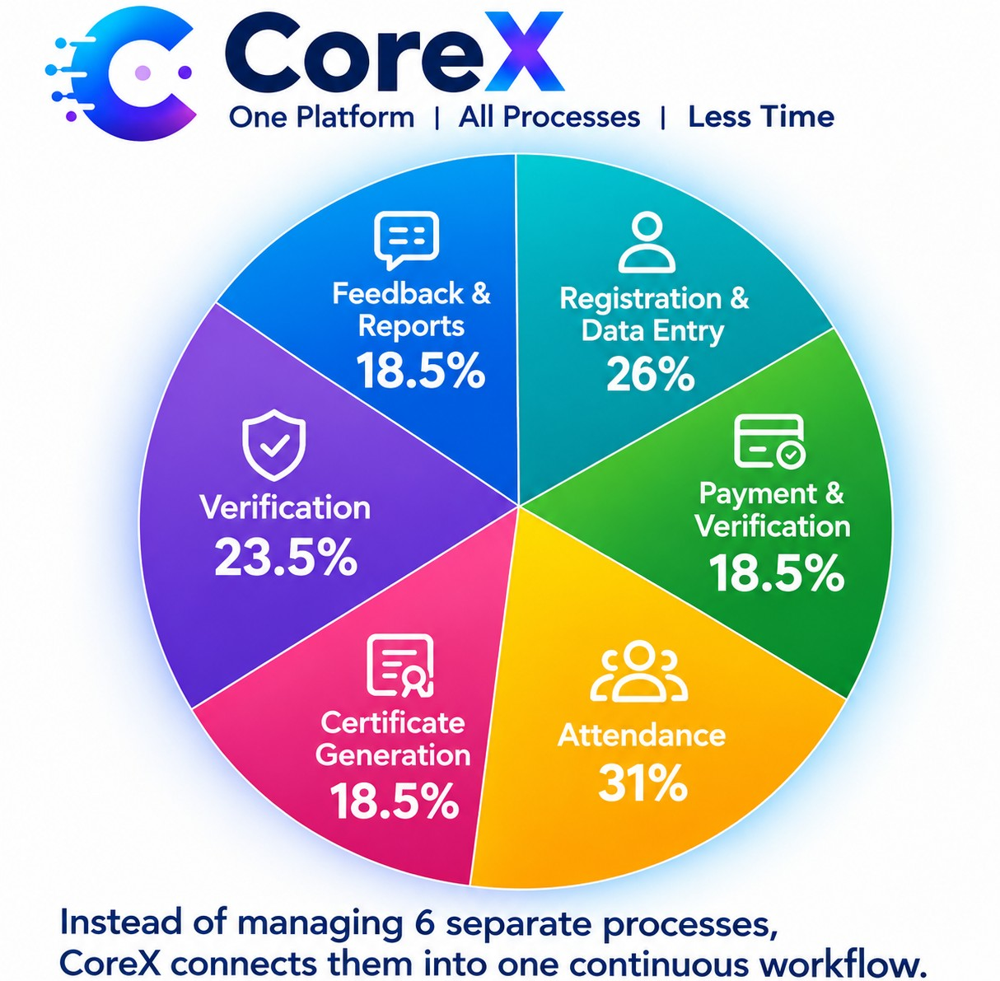 CoreX
One Platform | All Processes | Less Time
Feedback &
Reports
18.5%
Registration &
Data Entry
26%
Verification
23.5%
Payment &
Verification
18.5%
Certificate
Generation
18.5%
Attendance
31%
Instead of managing 6 separate processes,
CoreX connects them into one continuous workflow.